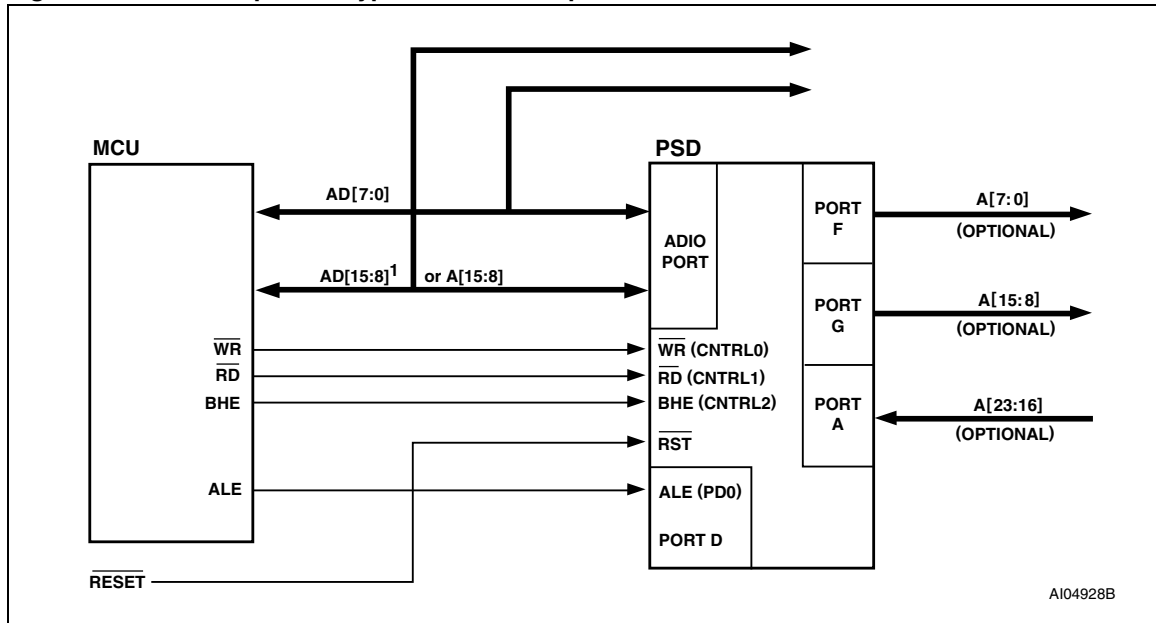 MCU
PSD
AD[7:0]
AD[15:8]1 or A[15:8]
ADIO
PORT
PORT
F
A[7:0]
(OPTIONAL)
PORT
G
A[15:8]
(OPTIONAL)
PORT
A
A[23:16]
(OPTIONAL)
WR
WR (CNTRL0)
RD
RD (CNTRL1)
BHE
BHE (CNTRL2)
RST
ALE
ALE (PD0)
PORT D
RESET
AI04928B